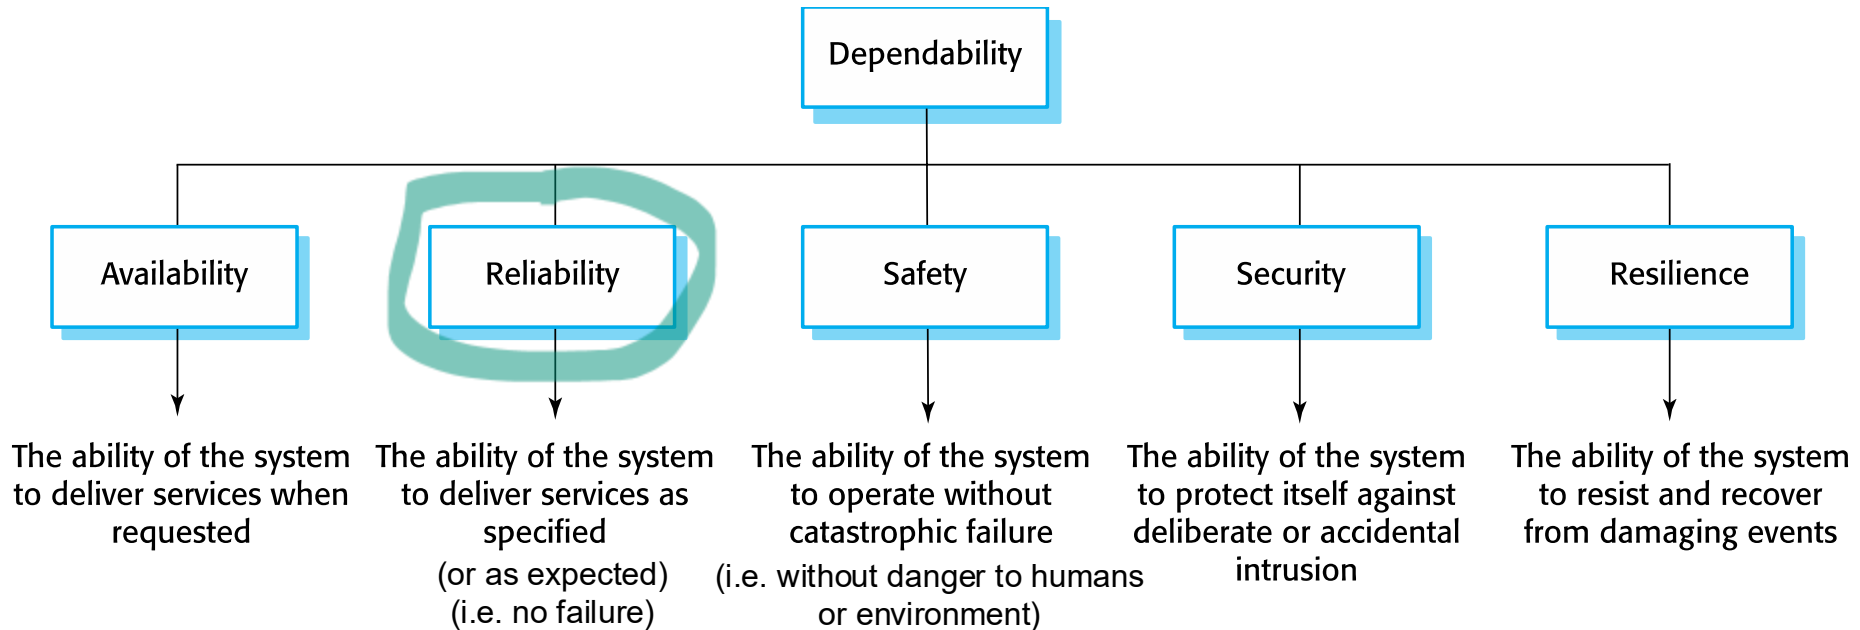 Dependability
Availability
Reliability
Safety
Security
Resilience
The ability of the system
to deliver services when
requested
The ability of the system
to deliver services as
specified
(or as expected)
(i.e. no failure)
The ability of the system
to operate without
catastrophic failure
(i.e. without danger to humans
or environment)
The ability of the system
to protect itself against
deliberate or accidental
intrusion
The ability of the system
to resist and recover
from damaging events